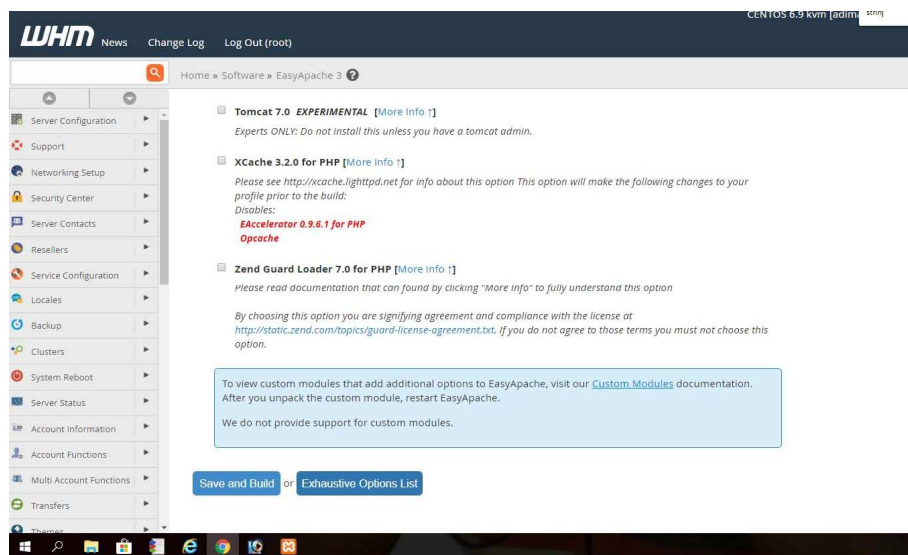 CENTOS 6.9 kvm [adima
WHM News Change Log Log Out (root)
Home » Software » EasyApache 3
Server Configuration
Support
Networking Setup
Security Center
Server Contacts
Resellers
Service Configuration
Locales
Backup
Clusters
System Reboot
Server Status
Account Information
Account Functions
Multi Account Functions
Transfers
Themes
Tomcat 7.0 EXPERIMENTAL [More Info ↑]
Experts ONLY: Do not install this unless you have a tomcat admin.
XCache 3.2.0 for PHP [More Info ↑]
Please see http://xcache.lighttpd.net for info about this option This option will make the following changes to your
profile prior to the build:
Disables:
EAccelerator 0.9.6.1 for PHP
Opcache
Zend Guard Loader 7.0 for PHP [More Info ↑]
Please read documentation that can found by clicking "More Info" to fully understand this option
By choosing this option you are signifying agreement and compliance with the license at
http://static.zend.com/topics/guard-license-agreement.txt. If you do not agree to those terms you must not choose this
option.
To view custom modules that add additional options to EasyApache, visit our Custom Modules documentation.
After you unpack the custom module, restart EasyApache.
We do not provide support for custom modules.
Save and Build or Exhaustive Options List